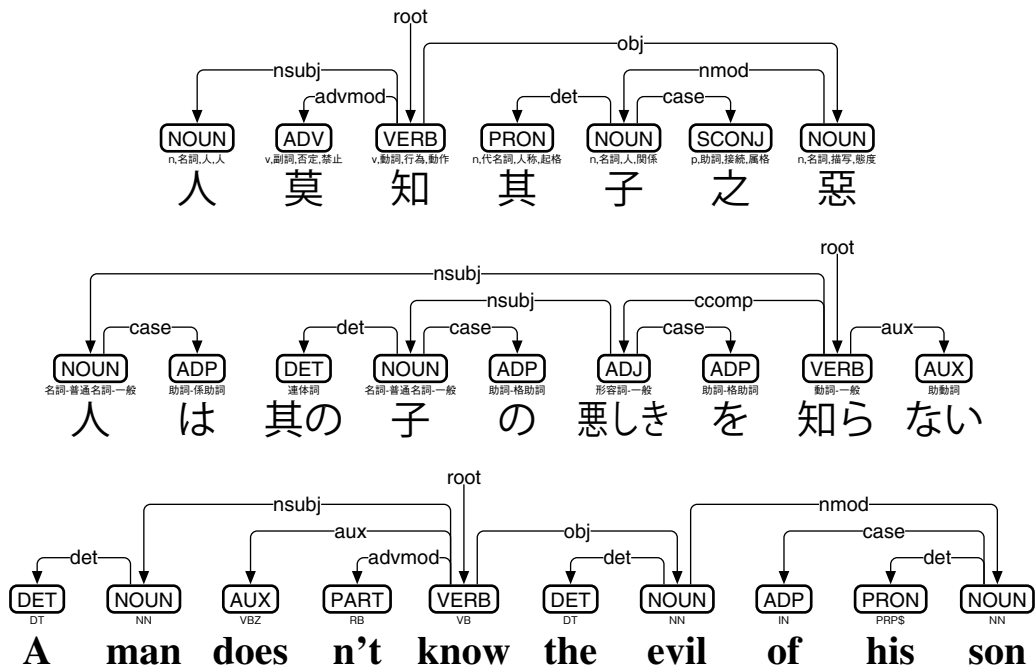 root
obj
nsubj nmod
advmod det case
NOUN ADV VERB PRON NOUN SCONJ NOUN
n,名詞,人,人 v,副詞,否定,禁止 v,動詞,行為,動作 n,代名詞,人称,起格 n,名詞,人,関係 p,助詞,接続,属格 n,名詞,描写,態度
人 莫 知 其 子 之 惡
root
nsubj
nsubj ccomp
case det case case aux
NOUN ADP DET NOUN ADP ADJ ADP VERB AUX
名詞-普通名詞-一般 助詞-係助詞 連体詞 名詞-普通名詞-一般 助詞-格助詞 形容詞-一般 助詞-格助詞 動詞-一般 助動詞
人 は 其の 子 の 悪しき を 知ら ない
root
nsubj nmod
aux obj case
det advmod det det
DET NOUN AUX PART VERB DET NOUN ADP PRON NOUN
DT NN VBZ RB VB DT NN IN PRP$ NN
A man does n't know the evil of his son